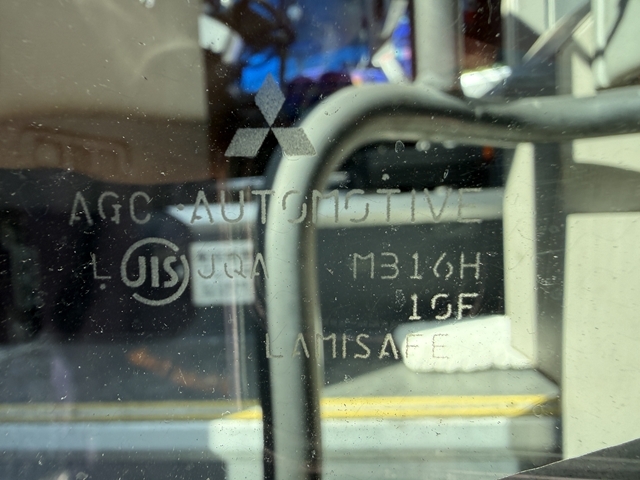 AGC AUTOMOTIVE
L JIS JQA M316H
10F
LAMISAFE